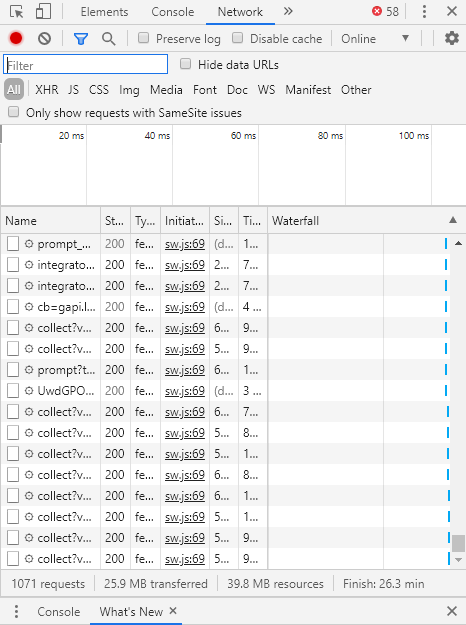 Elements Console Network » 58
Preserve log Disable cache Online
Filter Hide data URLs
All XHR JS CSS Img Media Font Doc WS Manifest Other
Only show requests with SameSite issues
20 ms 40 ms 60 ms 80 ms 100 ms
Name St... Ty... Initiat... Si... Ti... Waterfall
prompt_... 200 fe... sw.js:69 (d... 1...
integrato... 200 fe... sw.js:69 2... 7...
integrato... 200 fe... sw.js:69 2... 7...
cb=gapi.l... 200 fe... sw.js:69 (d... 4 ...
collect?v... 200 fe... sw.js:69 6... 9...
collect?v... 200 fe... sw.js:69 5... 9...
prompt?t... 200 fe... sw.js:69 6... 1...
UwdGPO... 200 fe... sw.js:69 (d... 3 ...
collect?v... 200 fe... sw.js:69 6... 7...
collect?v... 200 fe... sw.js:69 5... 8...
collect?v... 200 fe... sw.js:69 5... 1...
collect?v... 200 fe... sw.js:69 6... 8...
collect?v... 200 fe... sw.js:69 6... 1...
collect?v... 200 fe... sw.js:69 5... 1...
collect?v... 200 fe... sw.js:69 5... 9...
collect?v... 200 fe... sw.js:69 5... 9...
1071 requests 25.9 MB transferred 39.8 MB resources Finish: 26.3 min
Console What's New ×